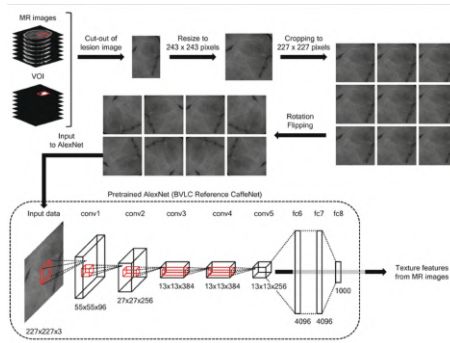 MR images
VOI
Cut-out of
lesion image
Resize to
243 x 243 pixels
Cropping to
227 x 227 pixels
Rotation
Flipping
Input
to AlexNet
Pretrained AlexNet (BVLC Reference CaffeNet)
Input data
conv1
conv2
conv3
conv4
conv5
fc6
fc7
fc8
227x227x3
55x55x96
27x27x256
13x13x384
13x13x384
13x13x256
4096
4096
1000
Texture features
from MR images